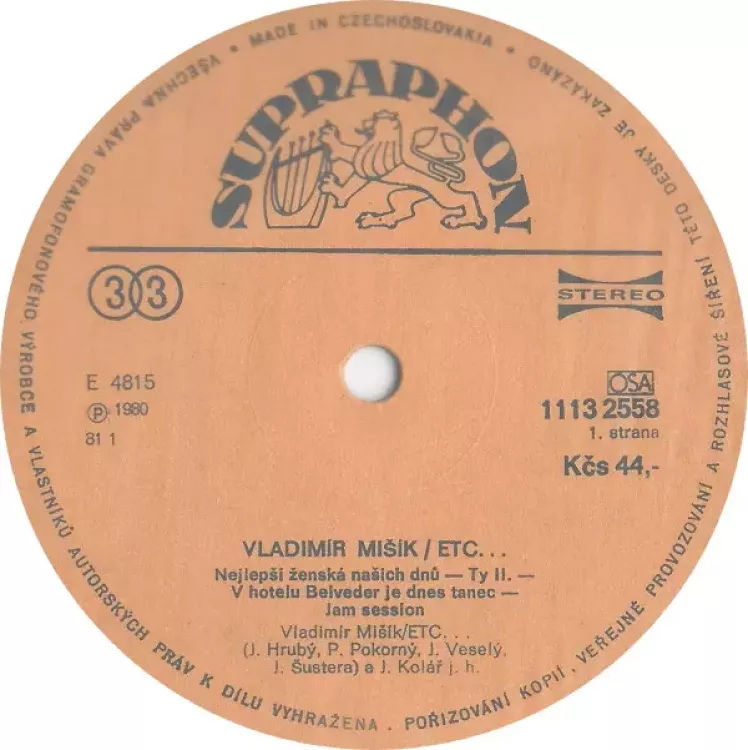 MADE IN CZECHOSLOVAKIA
VŠECHNA PRÁVA GRAMOFONOVÉHO VÝROBCE A VLASTNÍKŮ AUTORSKÝCH PRÁV K DÍLU VYHRAŽENA . POŘIZOVÁNÍ KOPIÍ . VEŘEJNÉ PROVOZOVÁNÍ A ROZHLASOVÉ ŠÍŘENÍ TÉTO DESKY JE ZAKÁZÁNO
SUPRAPHON
33
STEREO
E 4815
OSA
Ⓟ 1980
1113 2558
81 1
1. strana
Kčs 44,-
VLADIMÍR MIŠÍK / ETC. . .
Nejlepší ženská našich dnů — Ty II. —
V hotelu Belveder je dnes tanec —
Jam session
Vladimír Mišík/ETC. . .
(J. Hrubý, P. Pokorný, J. Veselý,
J. Šustera) a J. Kolář j. h.